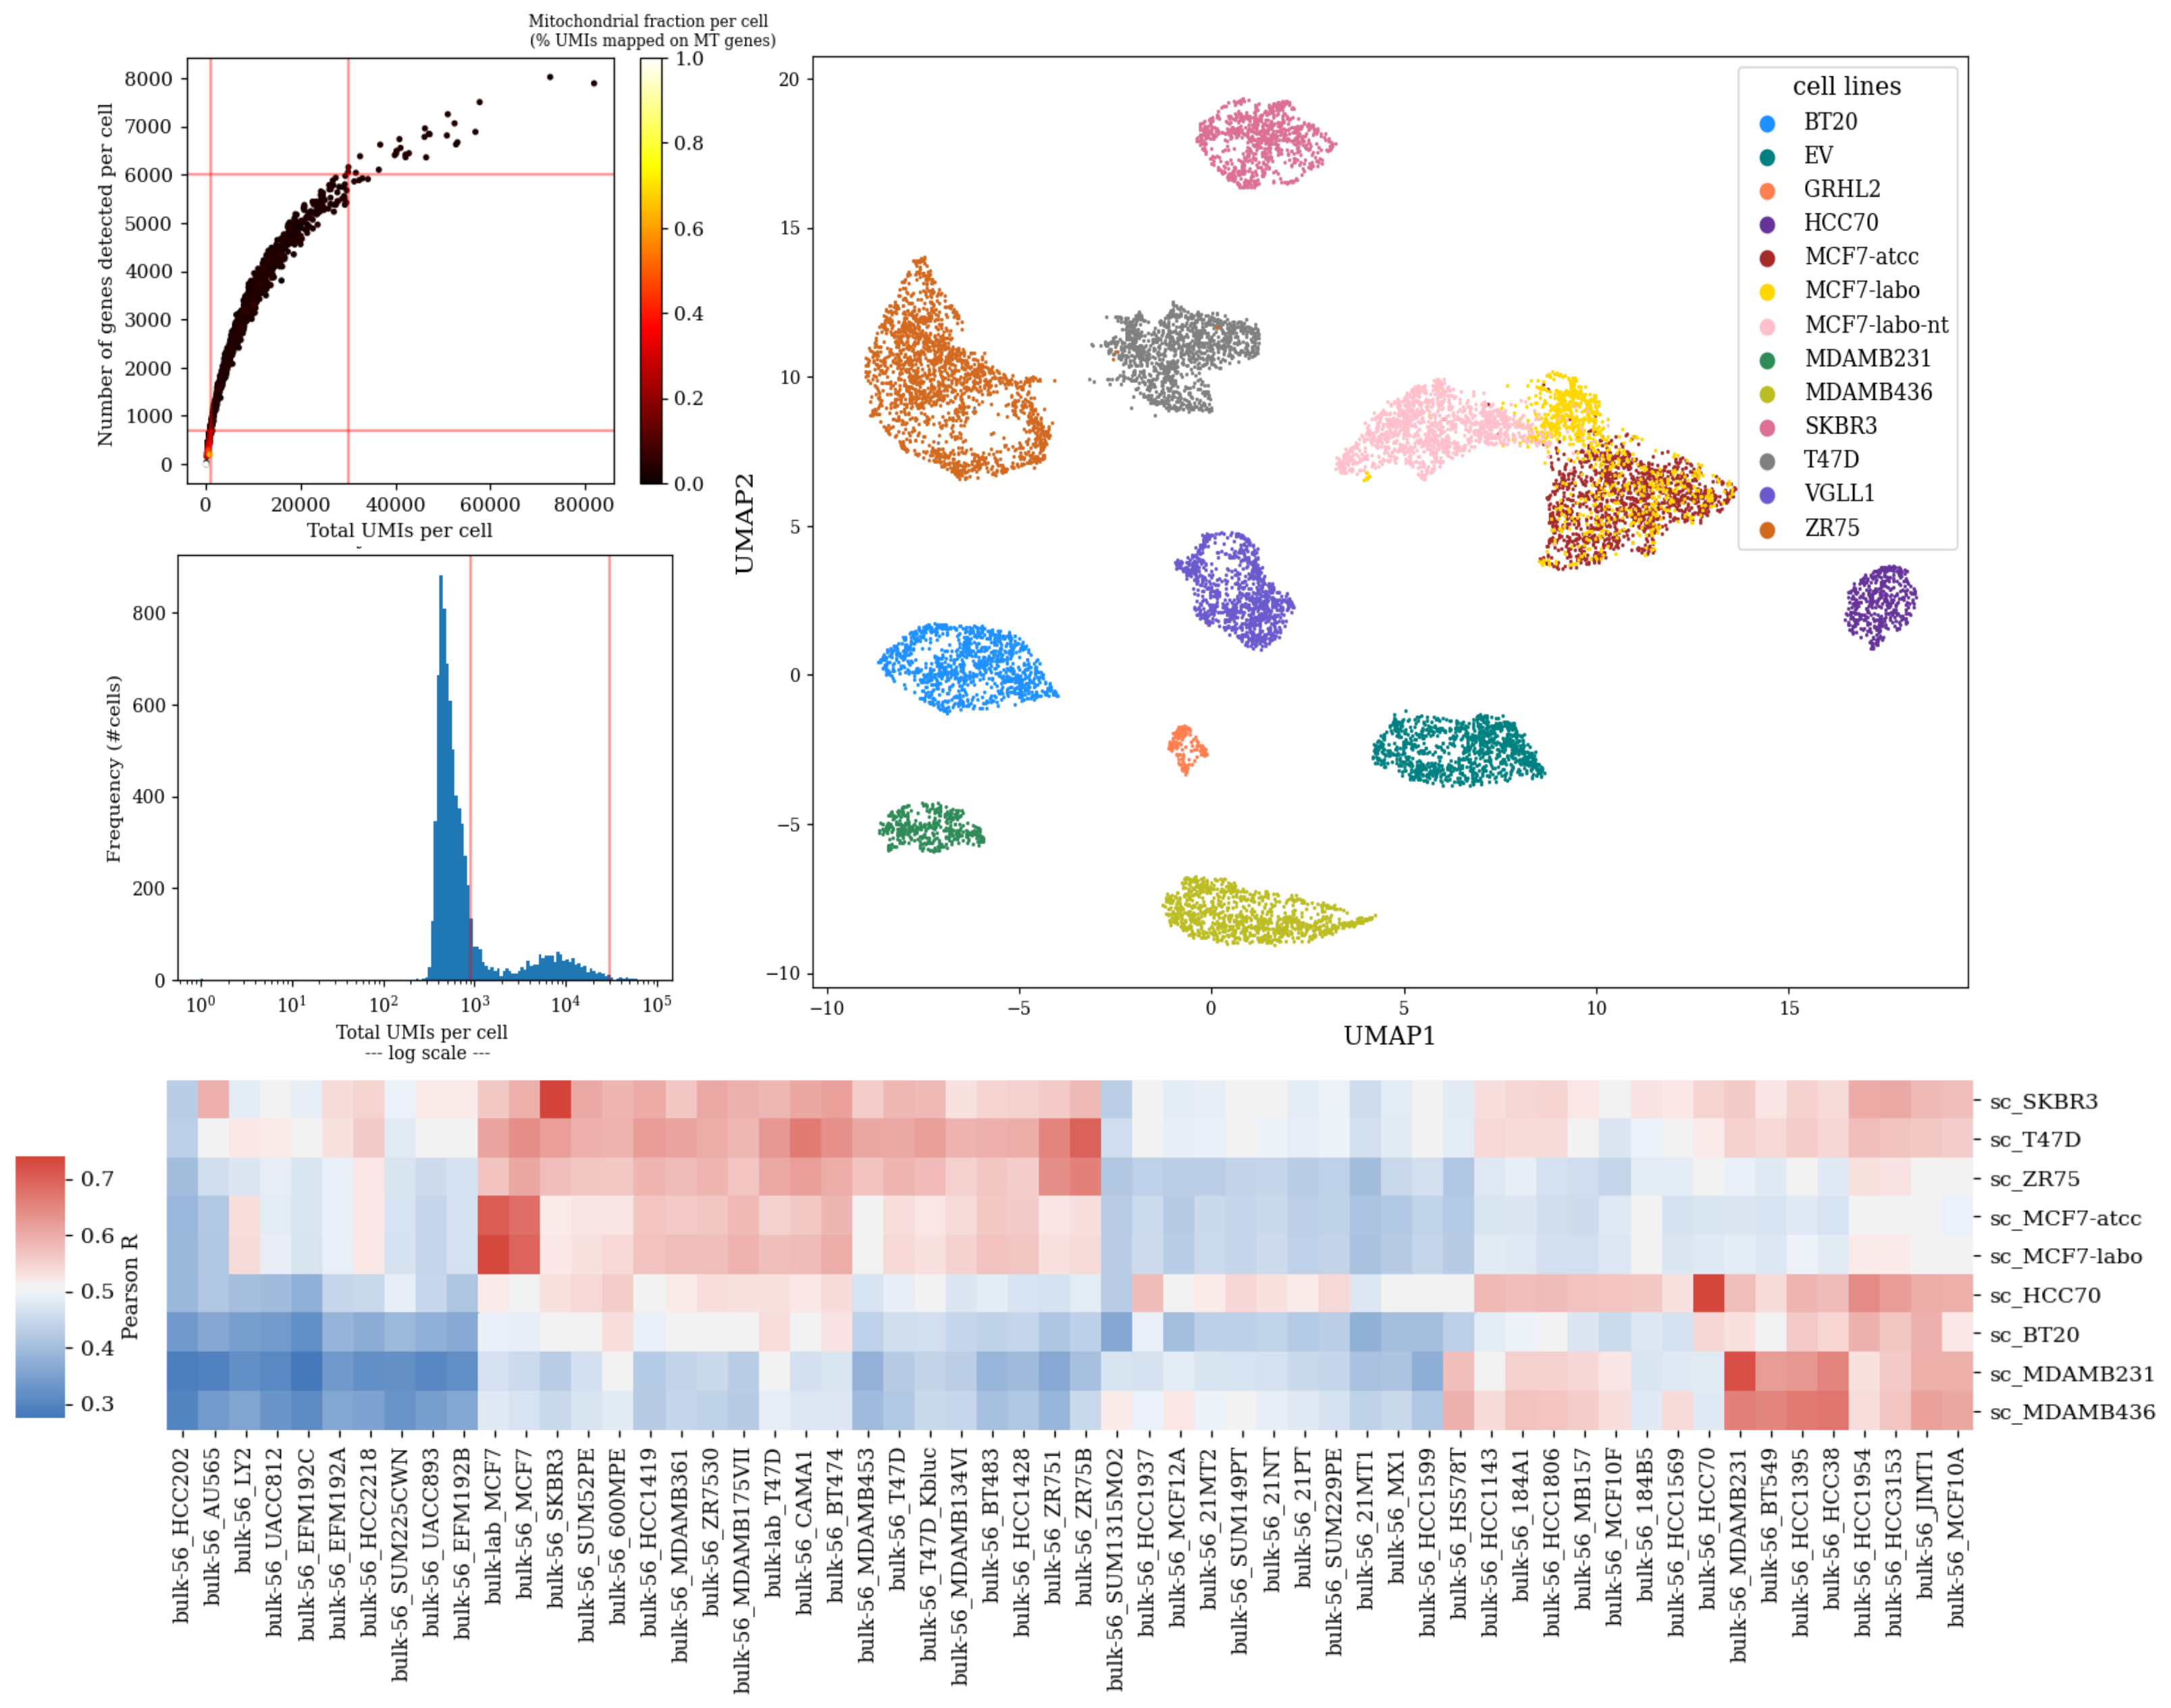 Mitochondrial fraction per cell
(% UMIs mapped on MT genes)
Number of genes detected per cell
8000
7000
6000
5000
4000
3000
2000
1000
0
0
20000
40000
60000
80000
Total UMIs per cell
1.0
0.8
0.6
0.4
0.2
0.0
Frequency (#cells)
800
600
400
200
0
10⁰
10¹
10²
10³
10⁴
10⁵
Total UMIs per cell
--- log scale ---
UMAP2
20
15
10
5
0
−5
−10
−10
−5
0
5
10
15
UMAP1
cell lines
BT20
EV
GRHL2
HCC70
MCF7-atcc
MCF7-labo
MCF7-labo-nt
MDAMB231
MDAMB436
SKBR3
T47D
VGLL1
ZR75
0.7
0.6
0.5
0.4
0.3
Pearson R
sc_SKBR3
sc_T47D
sc_ZR75
sc_MCF7-atcc
sc_MCF7-labo
sc_HCC70
sc_BT20
sc_MDAMB231
sc_MDAMB436
bulk-56_HCC202
bulk-56_AU565
bulk-56_LY2
bulk-56_UACC812
bulk-56_EFM192C
bulk-56_EFM192A
bulk-56_HCC2218
bulk-56_SUM225CWN
bulk-56_UACC893
bulk-56_EFM192B
bulk-lab_MCF7
bulk-56_MCF7
bulk-56_SKBR3
bulk-56_SUM52PE
bulk-56_600MPE
bulk-56_HCC1419
bulk-56_MDAMB361
bulk-56_ZR7530
bulk-56_MDAMB175VII
bulk-lab_T47D
bulk-56_CAMA1
bulk-56_BT474
bulk-56_MDAMB453
bulk-56_T47D
bulk-56_T47D_Kbluc
bulk-56_MDAMB134VI
bulk-56_BT483
bulk-56_HCC1428
bulk-56_ZR751
bulk-56_ZR75B
bulk-56_SUM1315MO2
bulk-56_HCC1937
bulk-56_MCF12A
bulk-56_21MT2
bulk-56_SUM149PT
bulk-56_21NT
bulk-56_21PT
bulk-56_SUM229PE
bulk-56_21MT1
bulk-56_MX1
bulk-56_HCC1599
bulk-56_HS578T
bulk-56_HCC1143
bulk-56_184A1
bulk-56_HCC1806
bulk-56_MB157
bulk-56_MCF10F
bulk-56_184B5
bulk-56_HCC1569
bulk-56_HCC70
bulk-56_MDAMB231
bulk-56_BT549
bulk-56_HCC1395
bulk-56_HCC38
bulk-56_HCC1954
bulk-56_HCC3153
bulk-56_JIMT1
bulk-56_MCF10A